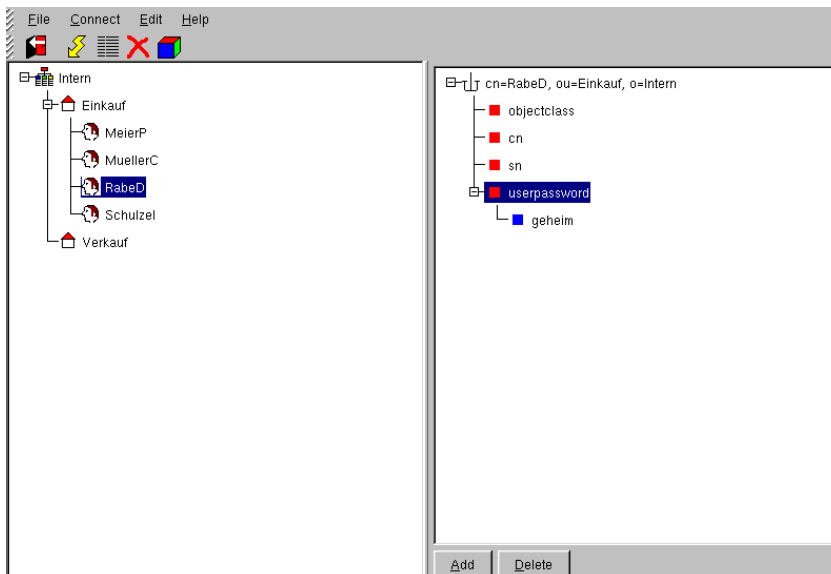 File Connect Edit Help
Intern
Einkauf
MeierP
MuellerC
RabeD
Schulzel
Verkauf
cn=RabeD, ou=Einkauf, o=Intern
objectclass
cn
sn
userpassword
geheim
Add Delete